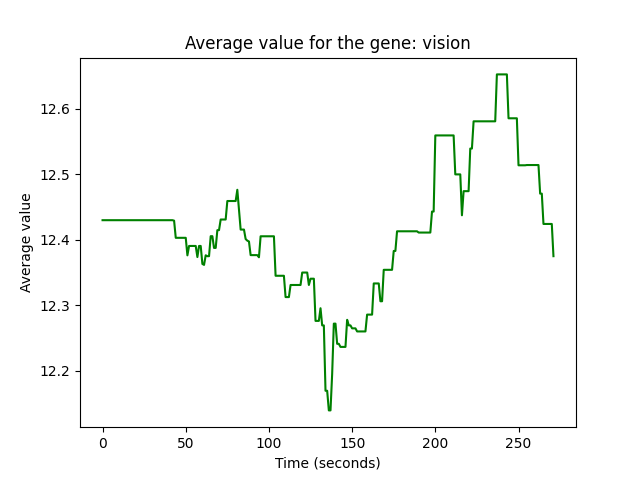 Average value for the gene: vision
12.6
12.5
12.4
12.3
12.2
Average value
0 50 100 150 200 250
Time (seconds)